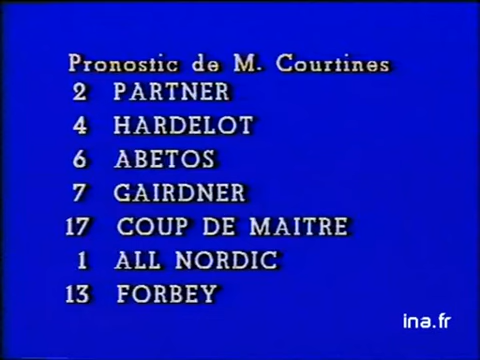 Pronostic de M. Courtines
2 PARTNER
4 HARDELOT
6 ABETOS
7 GAIRDNER
17 COUP DE MAITRE
1 ALL NORDIC
13 FORBEY
ina.fr